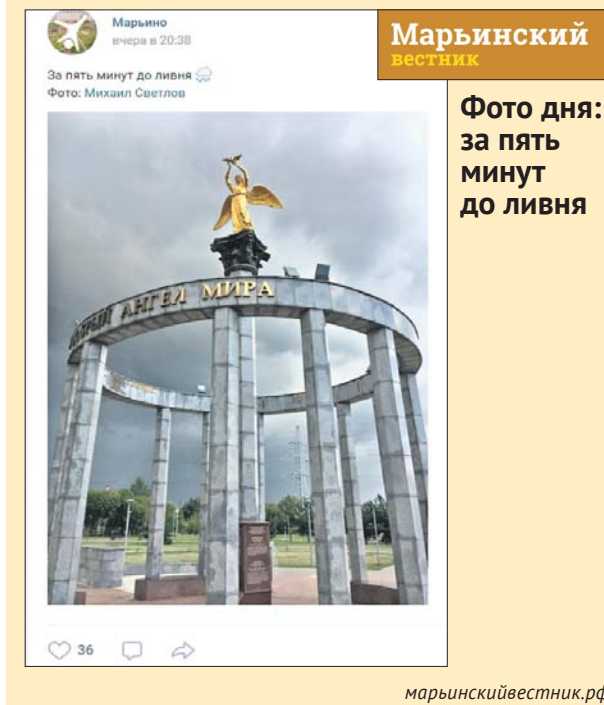 Марьино
вчера в 20:38
За пять минут до ливня
Фото: Михаил Светлов
Марьинский
вестник
Фото дня:
за пять
минут
до ливня
АНГЕЛ МИРА
36
марьинскийвестник.рф